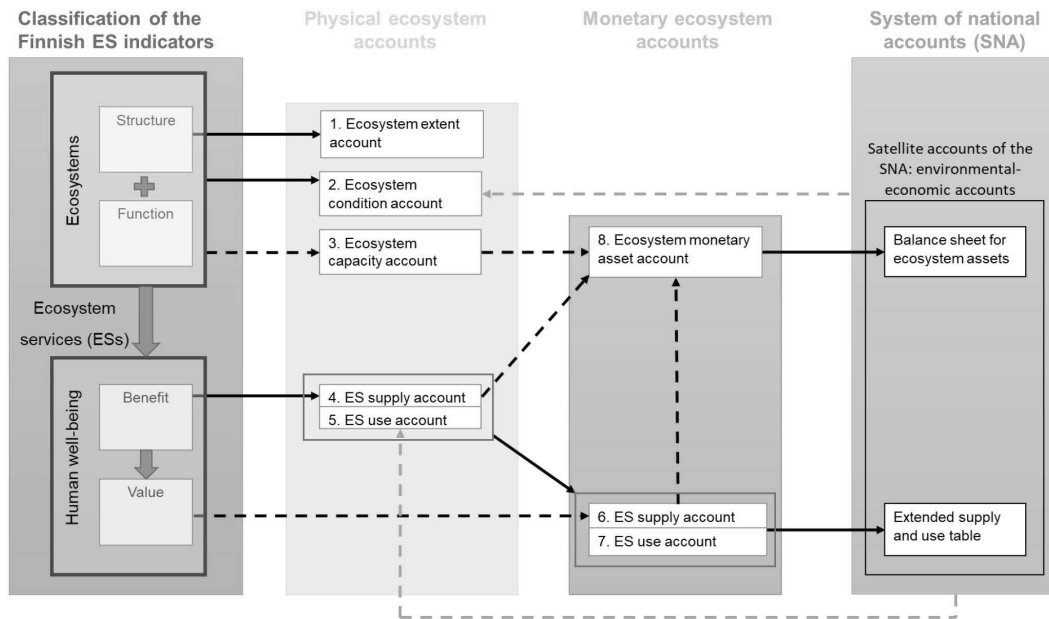 Classification of the
Finnish ES indicators
Physical ecosystem
accounts
Monetary ecosystem
accounts
System of national
accounts (SNA)
Ecosystems
Structure
Function
1. Ecosystem extent
account
2. Ecosystem
condition account
3. Ecosystem
capacity account
8. Ecosystem monetary
asset account
Satellite accounts of the
SNA: environmental-
economic accounts
Balance sheet for
ecosystem assets
Ecosystem
services (ESs)
Human well-being
Benefit
Value
4. ES supply account
5. ES use account
6. ES supply account
7. ES use account
Extended supply
and use table